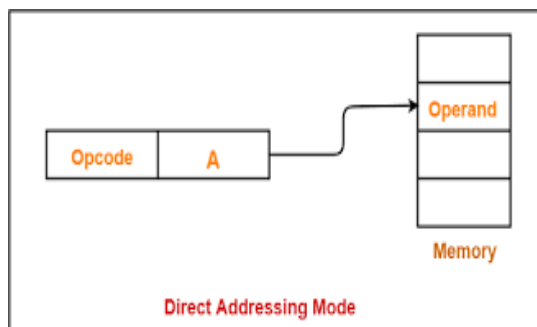 Operand
Opcode A
Memory
Direct Addressing Mode